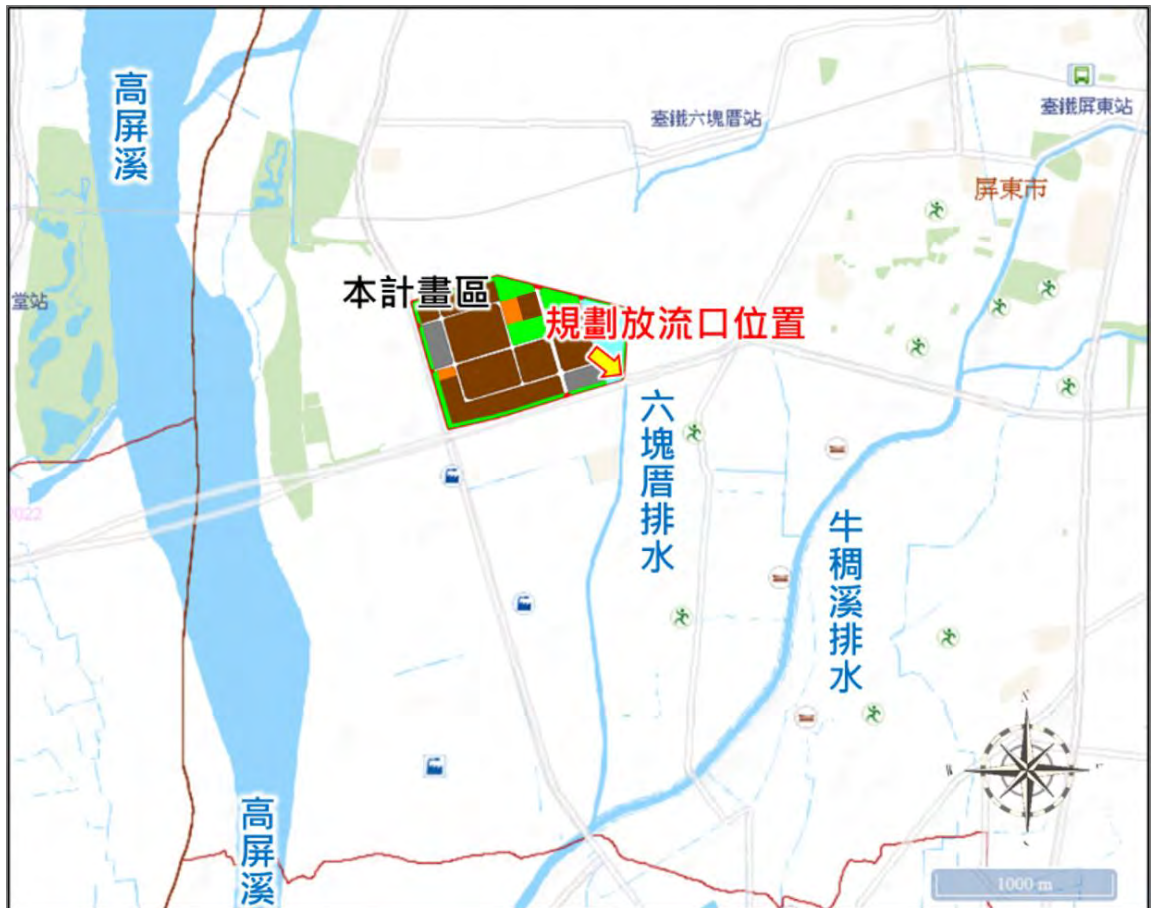 高屏溪
臺鐵六塊厝站
臺鐵屏東站
屏東市
堂站
本計畫區
規劃放流口位置
六塊厝排水
牛稠溪排水
高屏溪
1000 m